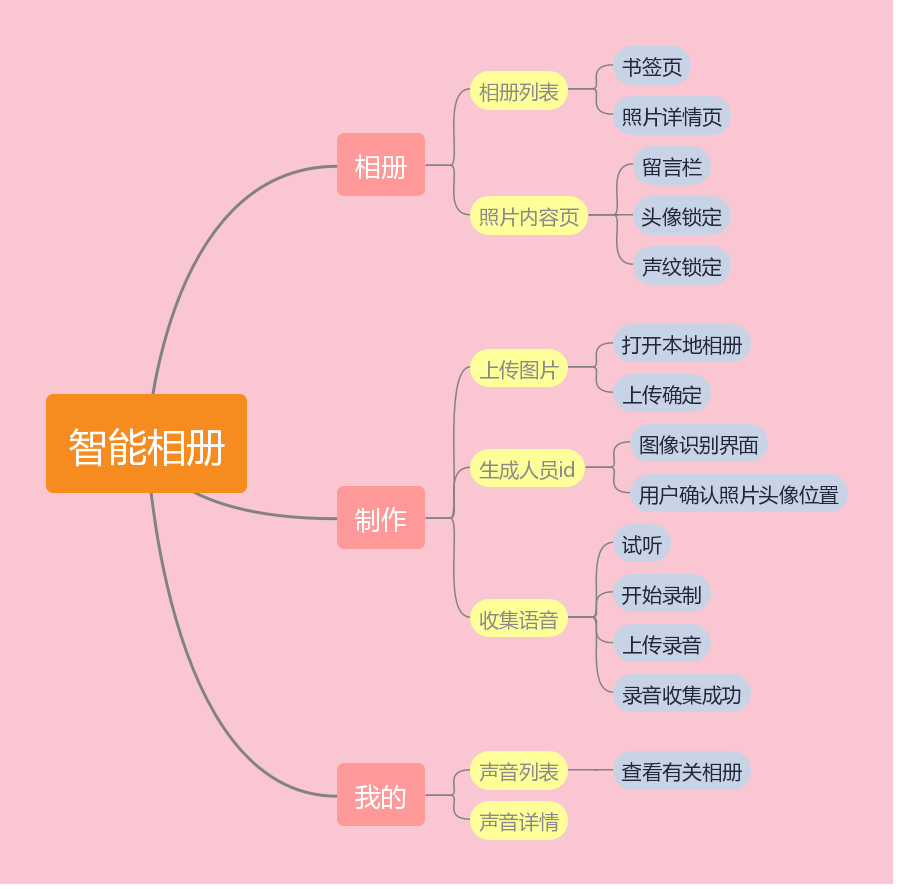 智能相册
相册
相册列表
书签页
照片详情页
照片内容页
留言栏
头像锁定
声纹锁定
制作
上传图片
打开本地相册
上传确定
生成人员id
图像识别界面
用户确认照片头像位置
收集语音
试听
开始录制
上传录音
录音收集成功
我的
声音列表
查看有关相册
声音详情